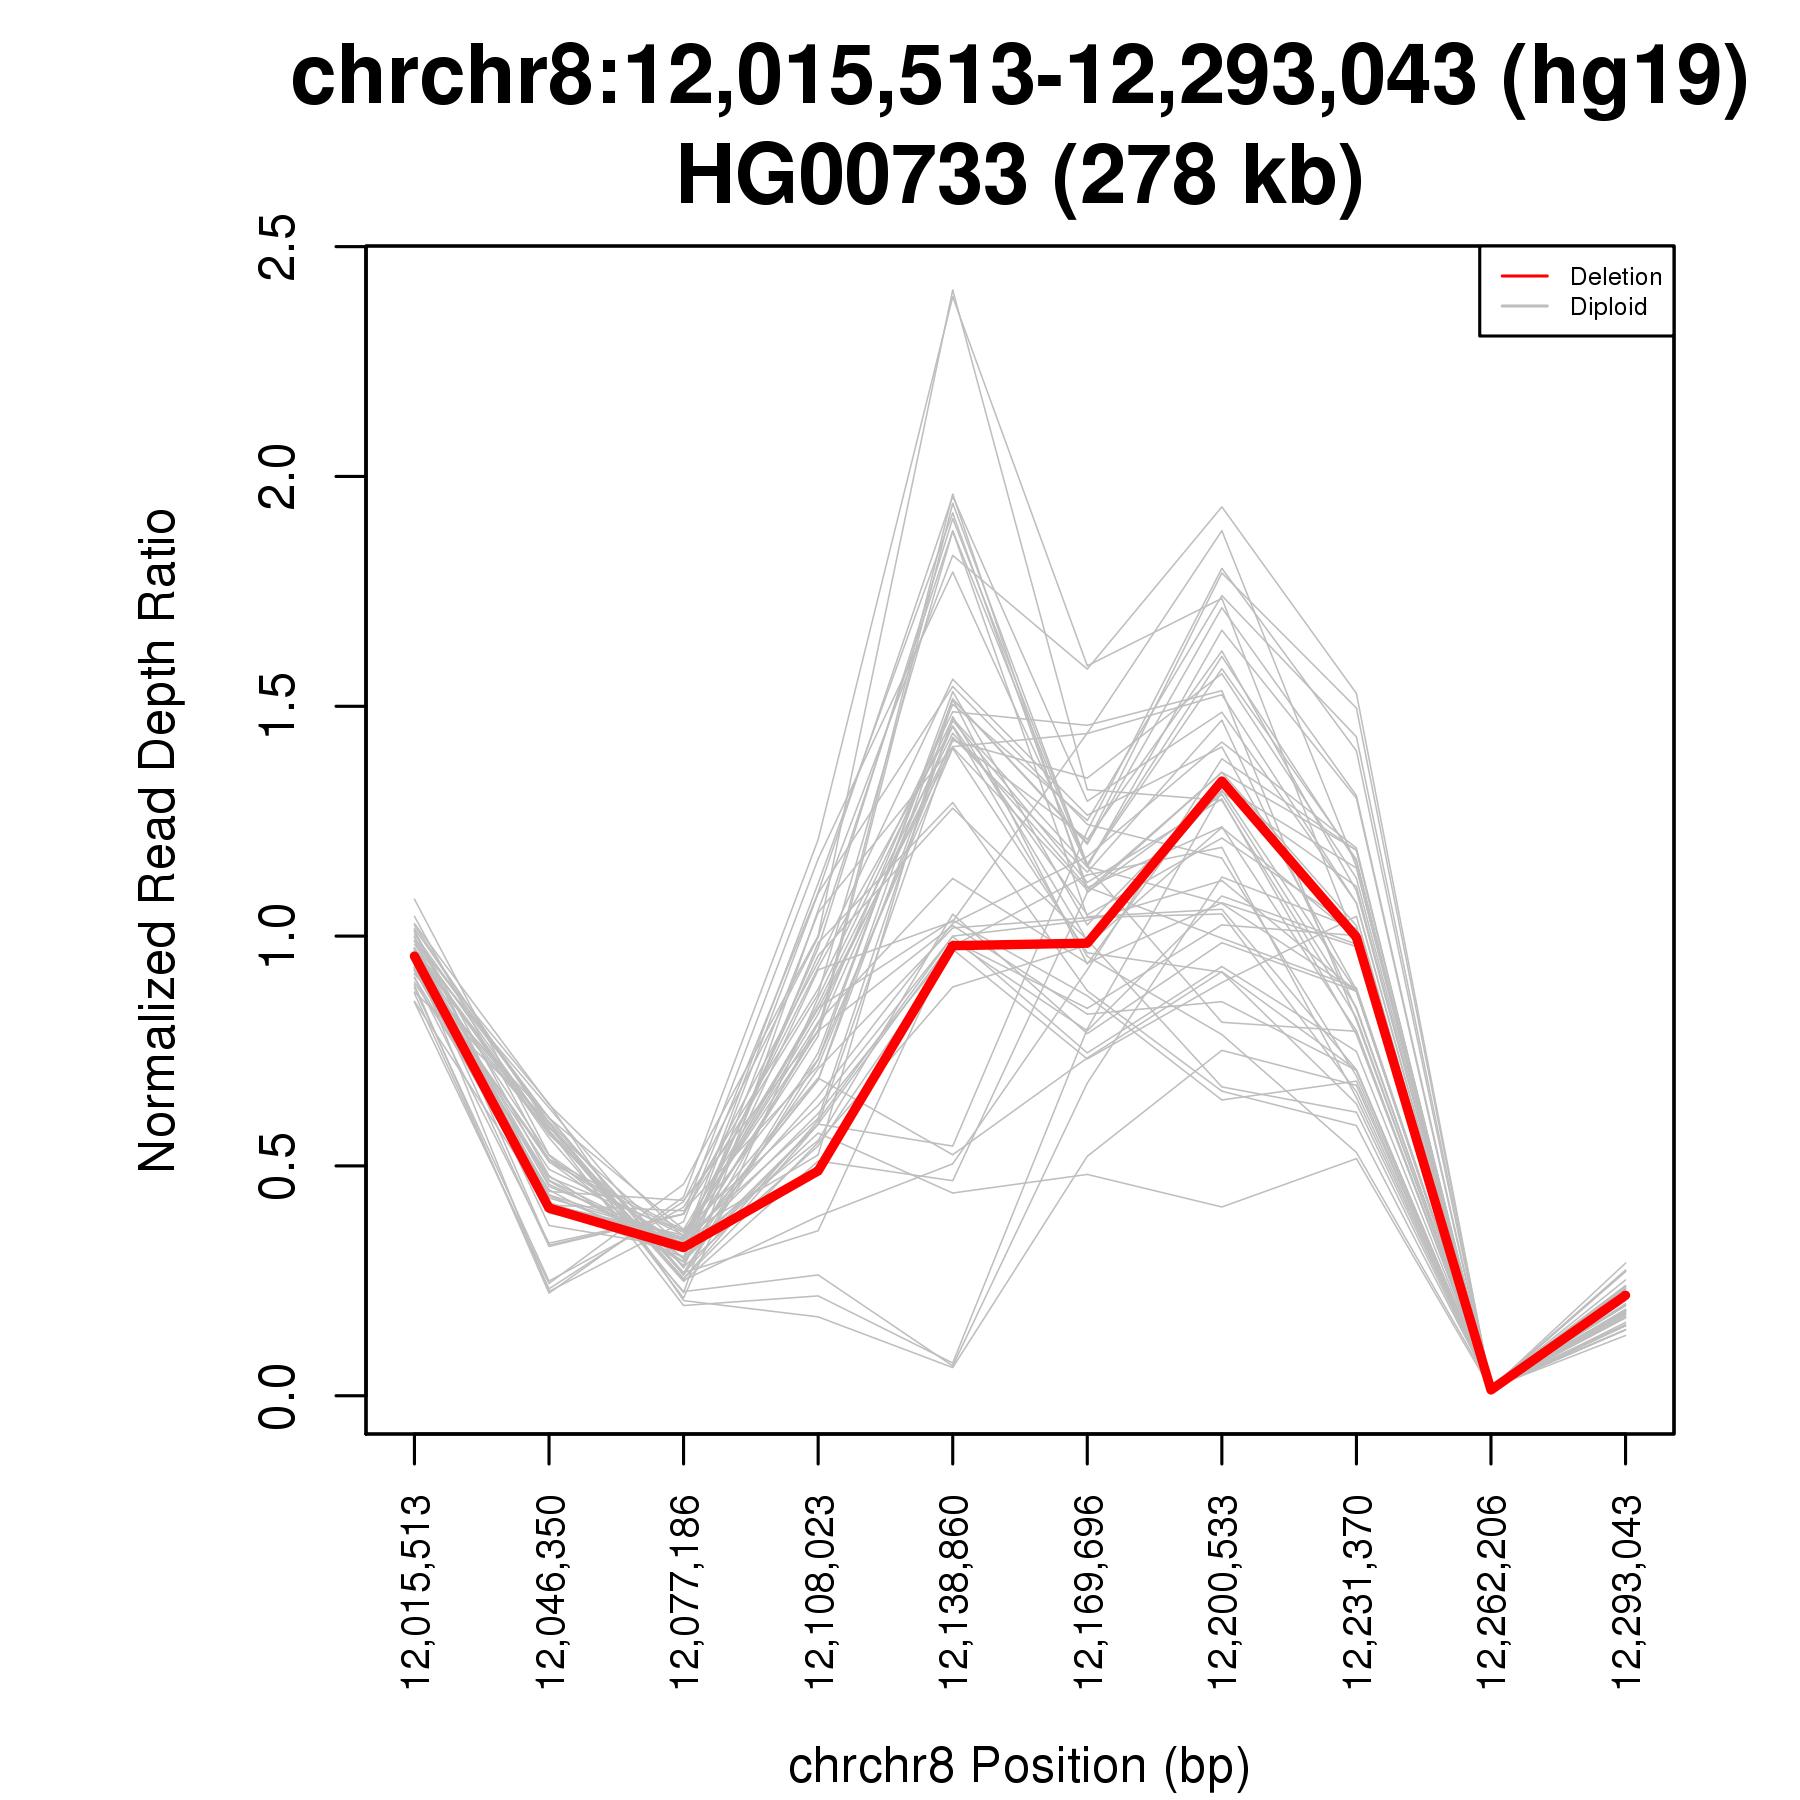 chrchr8:12,015,513-12,293,043 (hg19)
HG00733 (278 kb)
Deletion
Diploid
Normalized Read Depth Ratio
2.5
2.0
1.5
1.0
0.5
0.0
12,015,513
12,046,350
12,077,186
12,108,023
12,138,860
12,169,696
12,200,533
12,231,370
12,262,206
12,293,043
chrchr8 Position (bp)